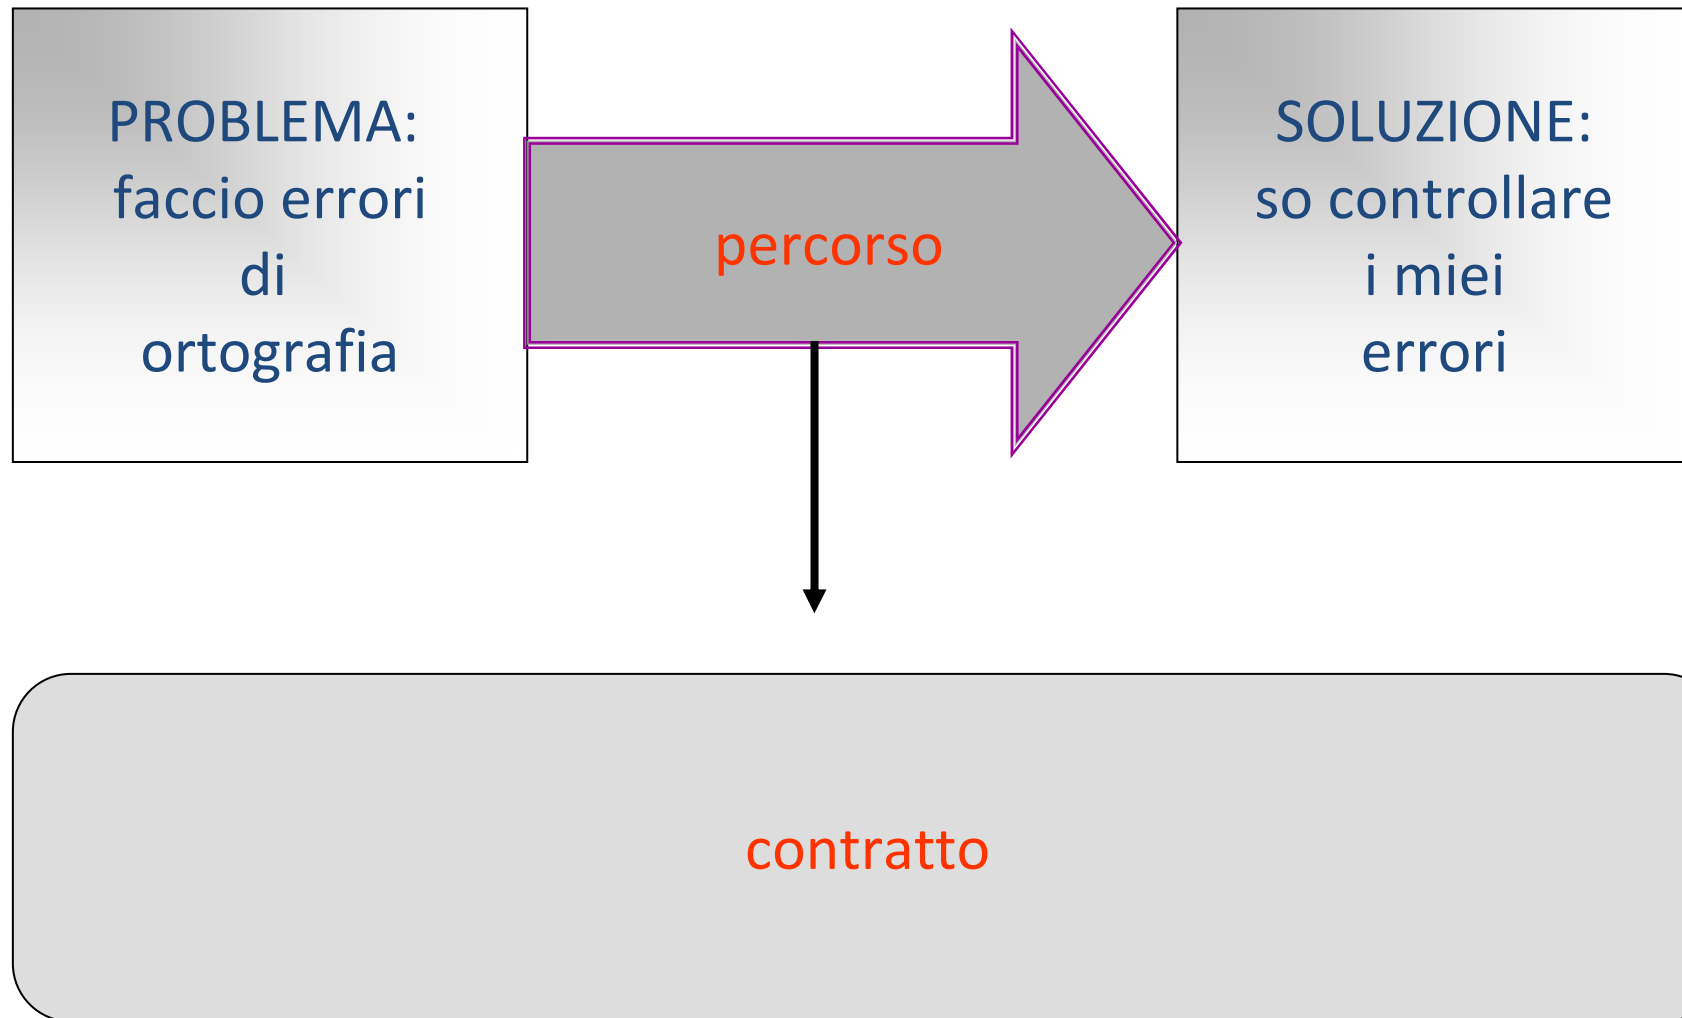 PROBLEMA:
faccio errori
di
ortografia
percorso
SOLUZIONE:
so controllare
i miei
errori
contratto